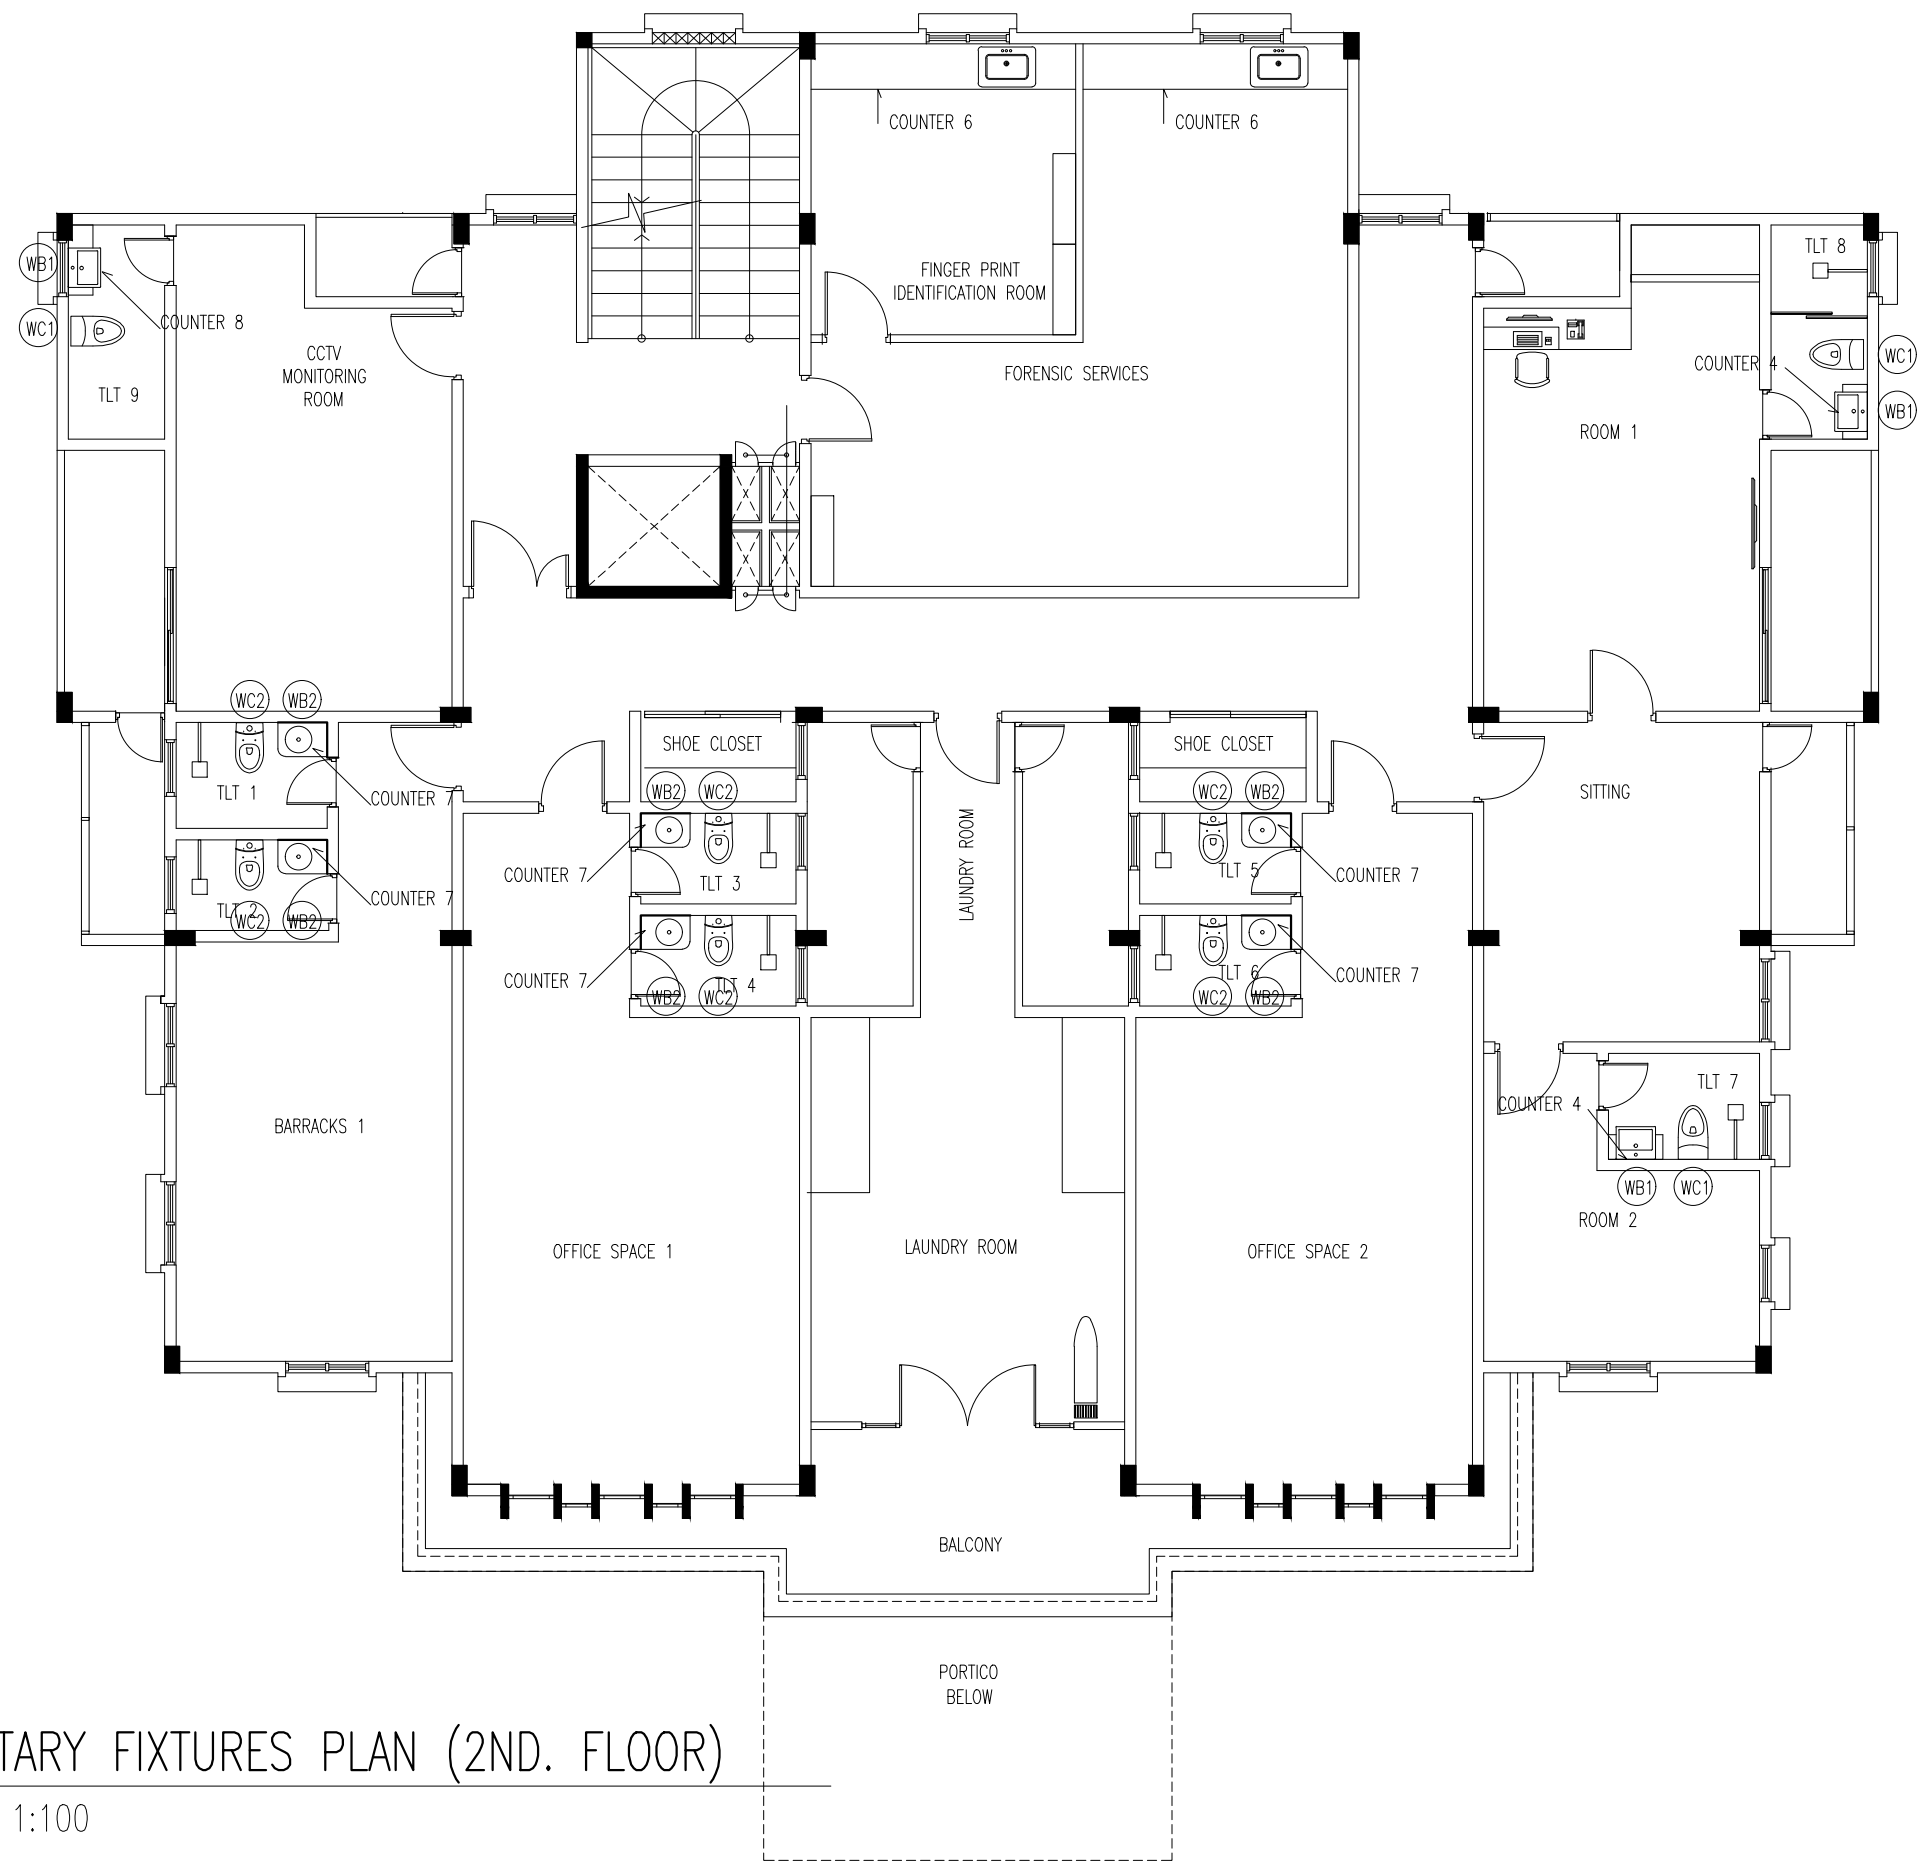 COUNTER 6
COUNTER 6
TLT 8
WB1
FINGER PRINT
IDENTIFICATION ROOM
COUNTER 8
WC1
CCTV
MONITORING
ROOM
FORENSIC SERVICES
COUNTER 4
WC1
TLT 9
WB1
ROOM 1
WC2
WB2
SHOE CLOSET
SHOE CLOSET
TLT 1
COUNTER 7
WB2
WC2
WC2
WB2
SITTING
LAUNDRY ROOM
COUNTER 7
TLT 3
TLT 5
COUNTER 7
COUNTER 7
TLT 2
WC2
WB2
COUNTER 7
TLT 4
WB2
WC2
TLT 6
WC2
WB2
COUNTER 7
TLT 7
COUNTER 4
BARRACKS 1
WB1
WC1
ROOM 2
OFFICE SPACE 1
LAUNDRY ROOM
OFFICE SPACE 2
BALCONY
PORTICO
BELOW
TARY FIXTURES PLAN (2ND. FLOOR)
1:100